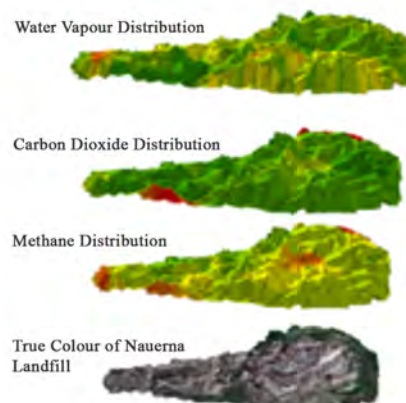 Water Vapour Distribution
Carbon Dioxide Distribution
Methane Distribution
True Colour of Nauerna
Landfill